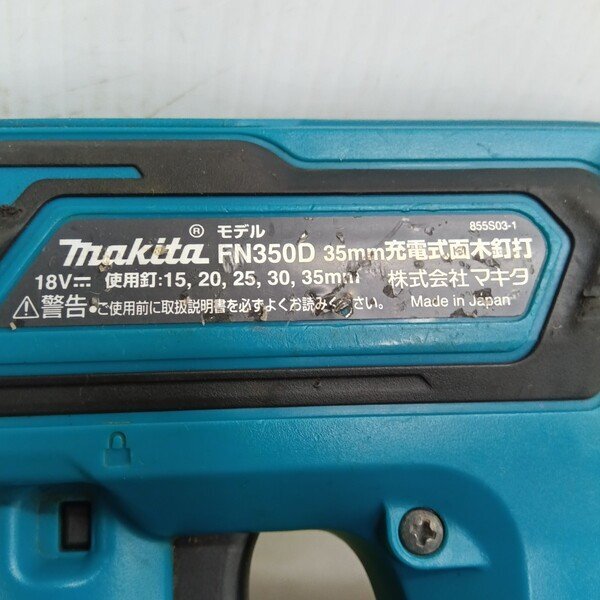 855S03-1
makita® モデル FN350D 35mm充電式面木釘打
18V⎓ 使用釘:15, 20, 25, 30, 35mm 株式会社 マキタ
⚠警告 •ご使用前に取扱説明書を必ずよくお読みください。 Made in Japan